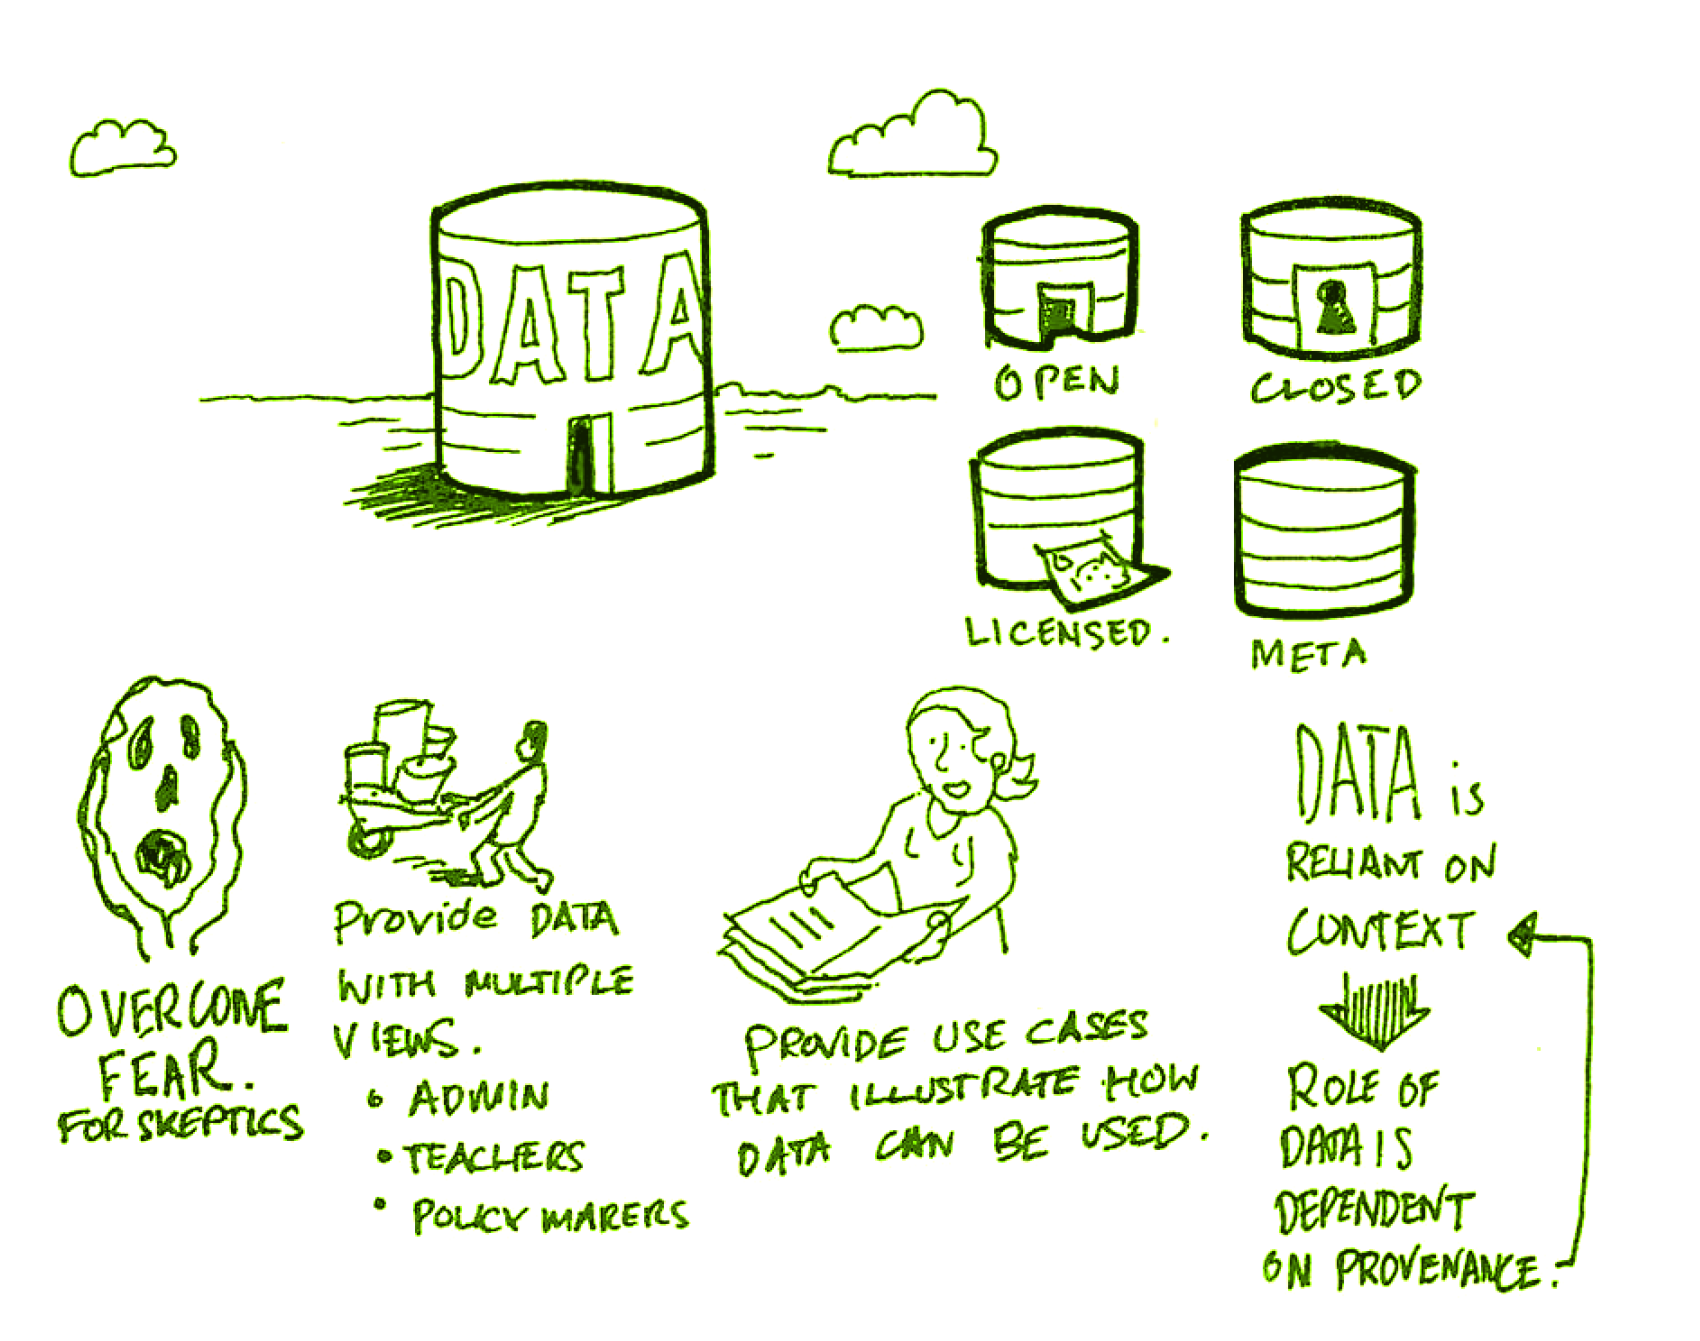 DATA
OPEN
CLOSED
LICENSED.
META
OVERCOME
FEAR.
FOR SKEPTICS
Provide DATA
WITH MULTIPLE
VIEWS.
• ADMIN
• TEACHERS
• POLICY MAKERS
PROVIDE USE CASES
THAT ILLUSTRATE HOW
DATA CAN BE USED.
DATA is
RELIANT ON
CONTEXT
ROLE OF
DATA IS
DEPENDENT
ON PROVENANCE.